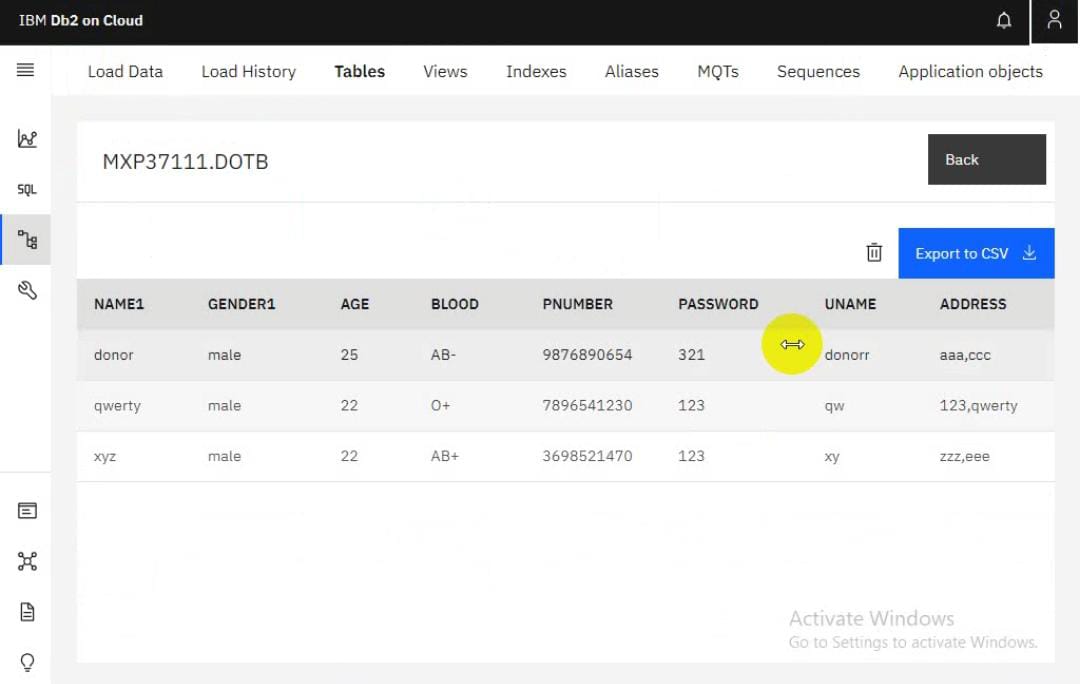 IBM Db2 on Cloud
Load Data Load History Tables Views Indexes Aliases MQTs Sequences Application objects
SQL
MXP37111.DOTB
Back
Export to CSV
NAME1 GENDER1 AGE BLOOD PNUMBER PASSWORD UNAME ADDRESS
donor male 25 AB- 9876890654 321 donorr aaa,ccc
qwerty male 22 O+ 7896541230 123 qw 123,qwerty
xyz male 22 AB+ 3698521470 123 xy zzz,eee
Activate Windows
Go to Settings to activate Windows.